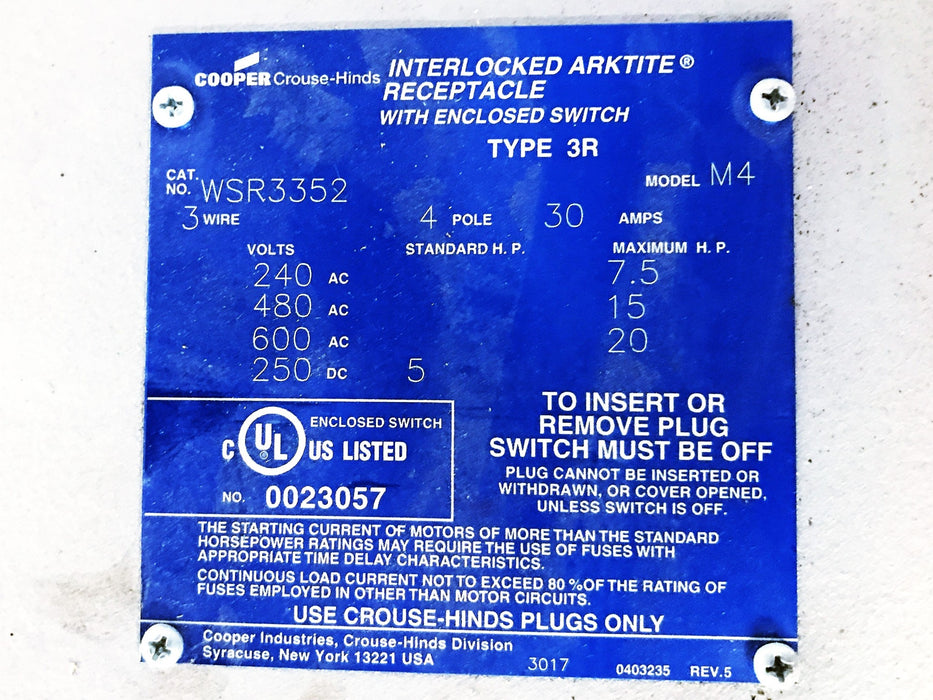 COOPER Crouse-Hinds INTERLOCKED ARKTITE®
RECEPTACLE
WITH ENCLOSED SWITCH
TYPE 3R
CAT. NO. WSR3352 MODEL M4
3 WIRE 4 POLE 30 AMPS
VOLTS STANDARD H. P. MAXIMUM H. P.
240 AC 7.5
480 AC 15
600 AC 20
250 DC 5
ENCLOSED SWITCH
C UL ® US LISTED
NO. 0023057
TO INSERT OR
REMOVE PLUG
SWITCH MUST BE OFF
PLUG CANNOT BE INSERTED OR
WITHDRAWN, OR COVER OPENED,
UNLESS SWITCH IS OFF.
THE STARTING CURRENT OF MOTORS OF MORE THAN THE STANDARD
HORSEPOWER RATINGS MAY REQUIRE THE USE OF FUSES WITH
APPROPRIATE TIME DELAY CHARACTERISTICS.
CONTINUOUS LOAD CURRENT NOT TO EXCEED 80 % OF THE RATING OF
FUSES EMPLOYED IN OTHER THAN MOTOR CIRCUITS.
USE CROUSE-HINDS PLUGS ONLY
Cooper Industries, Crouse-Hinds Division
Syracuse, New York 13221 USA 3017 0403235 REV.5